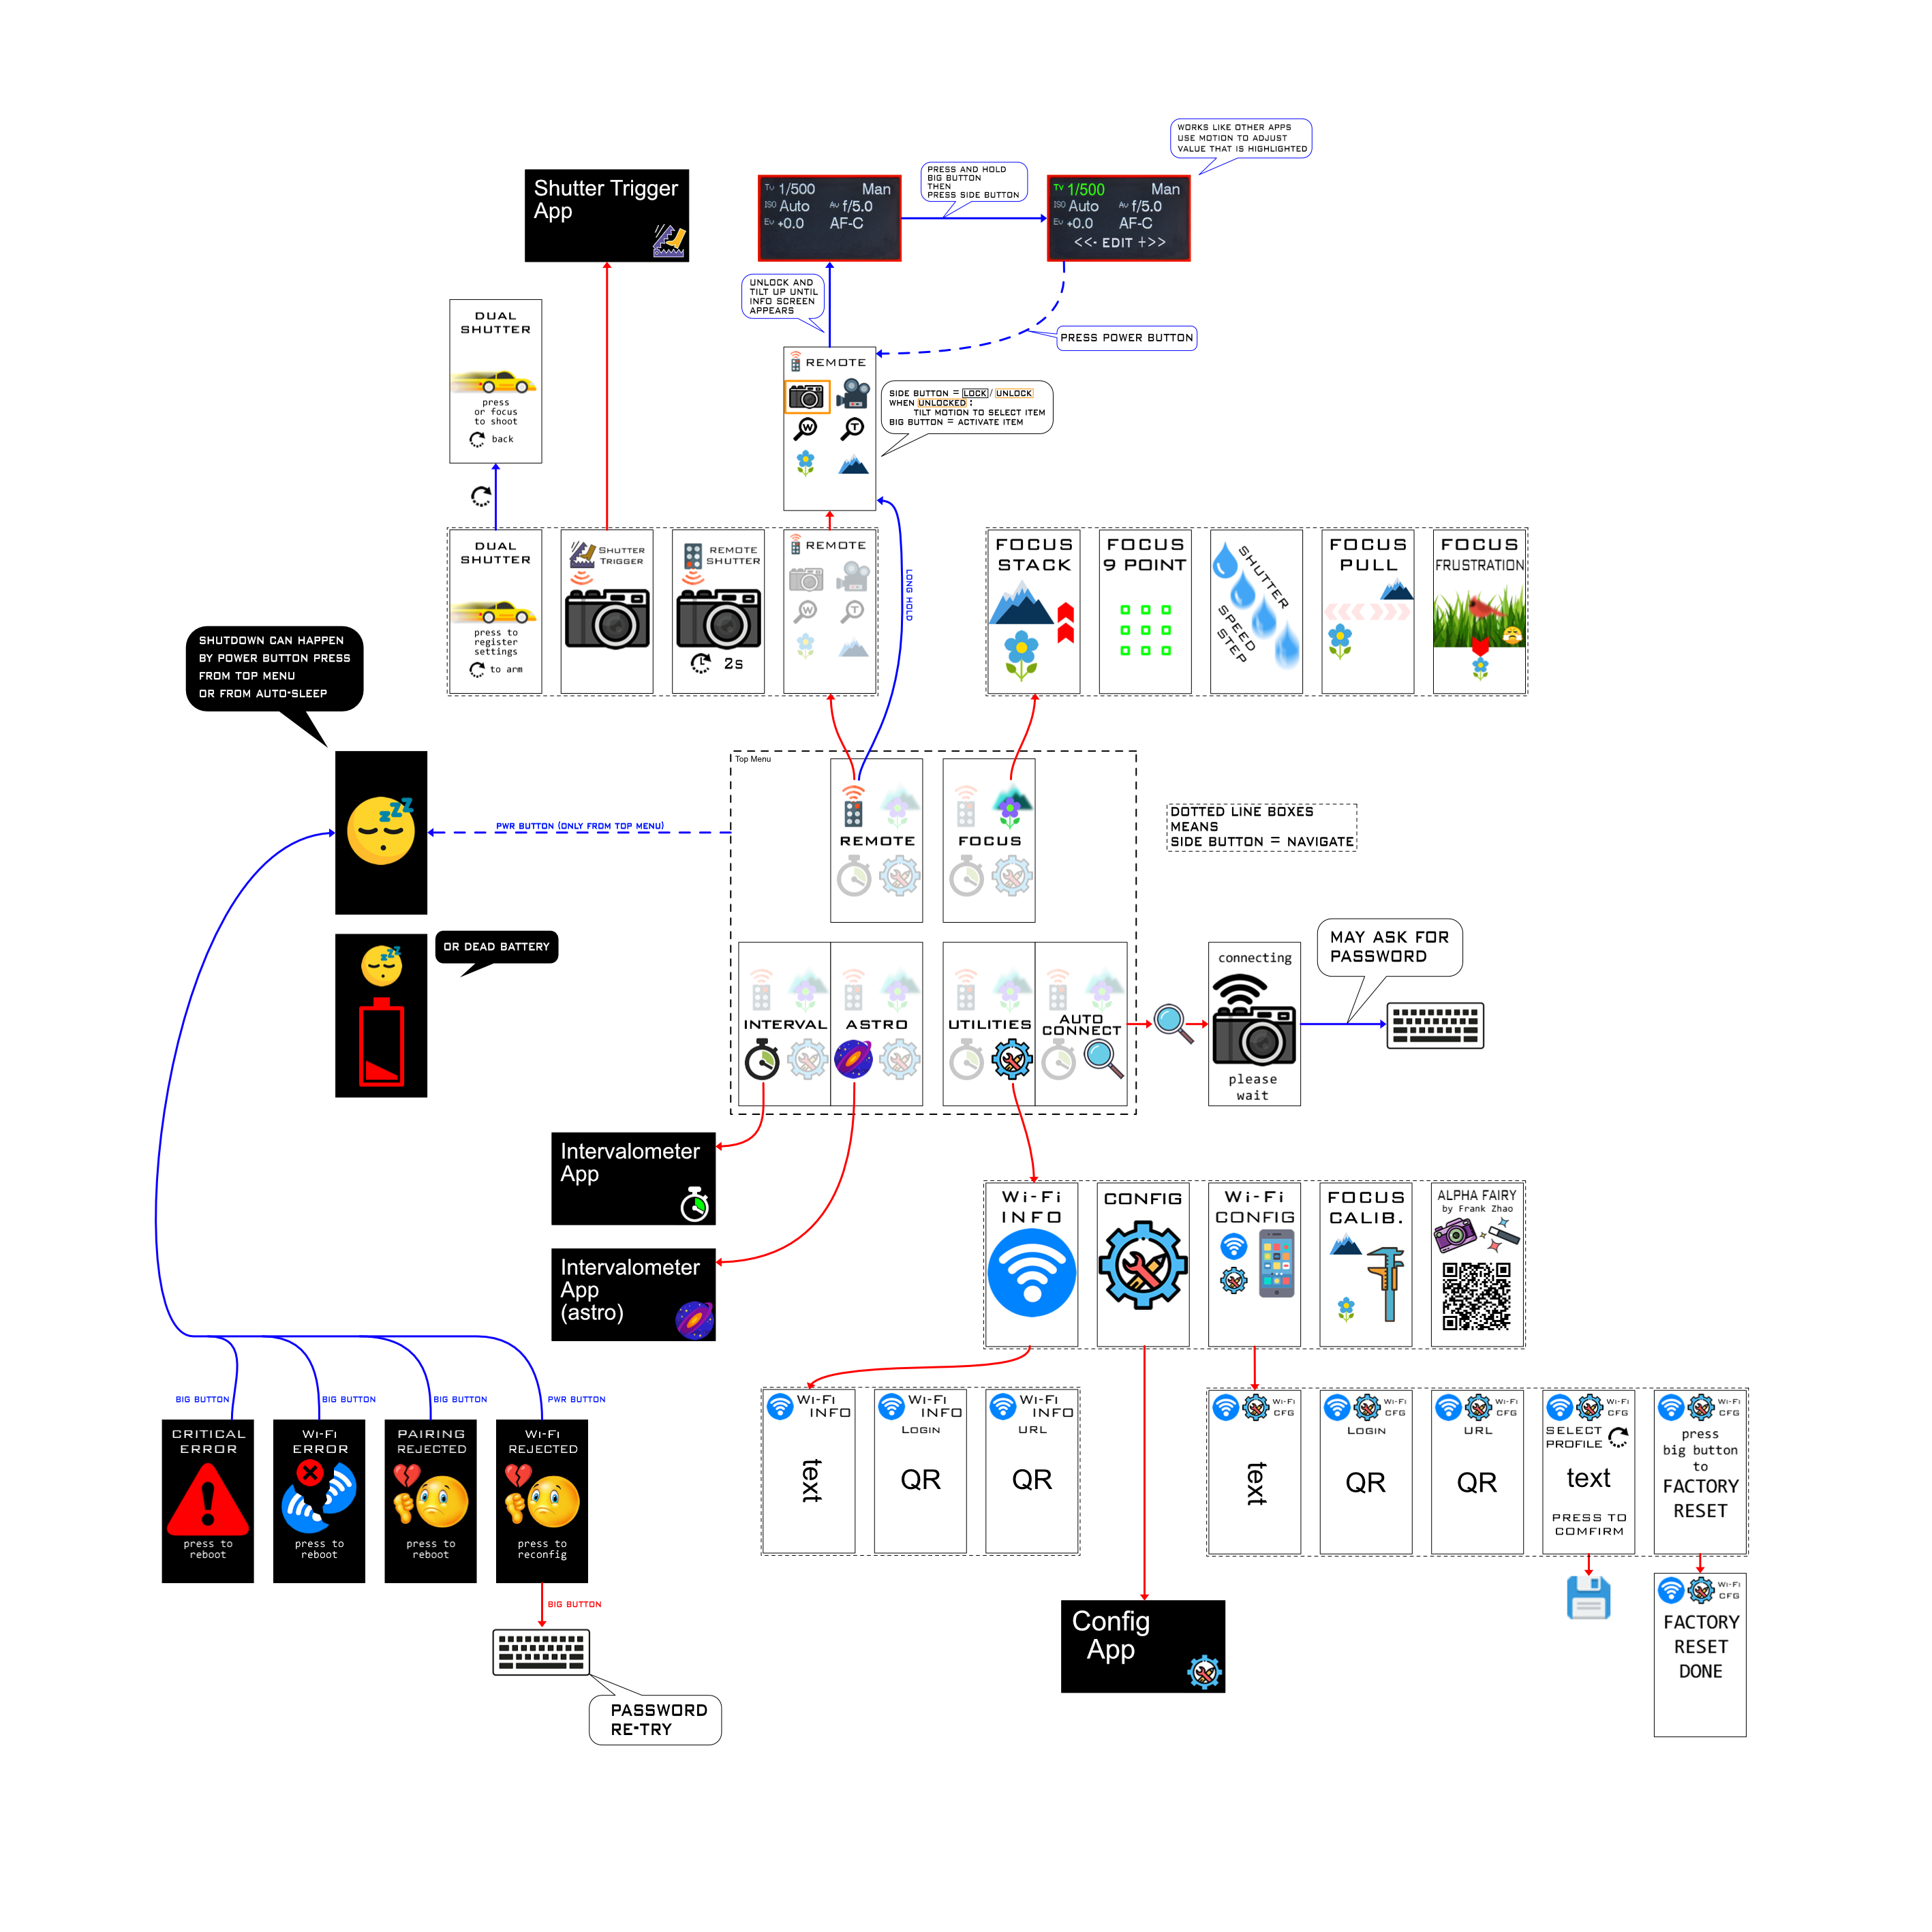 WORKS LIKE OTHER APPS
USE MOTION TO ADJUST
VALUE THAT IS HIGHLIGHTED
PRESS AND HOLD
BIG BUTTON
THEN
PRESS SIDE BUTTON
Shutter Trigger
App
Tv 1/500 Man
ISO Auto Av f/5.0
Ev +0.0 AF-C
Tv 1/500 Man
ISO Auto Av f/5.0
Ev +0.0 AF-C
<<- EDIT +>>
UNLOCK AND
TILT UP UNTIL
INFO SCREEN
APPEARS
PRESS POWER BUTTON
DUAL
SHUTTER
press
or focus
to shoot
back
REMOTE
W T
SIDE BUTTON = LOCK / UNLOCK
WHEN UNLOCKED :
TILT MOTION TO SELECT ITEM
BIG BUTTON = ACTIVATE ITEM
DUAL
SHUTTER
press to
register
settings
to arm
SHUTTER
TRIGGER
REMOTE
SHUTTER
2s
REMOTE
W T
LONG HOLD
FOCUS
STACK
FOCUS
9 POINT
SHUTTER
SPEED
STEP
FOCUS
PULL
FOCUS
FRUSTRATION
SHUTDOWN CAN HAPPEN
BY POWER BUTTON PRESS
FROM TOP MENU
OR FROM AUTO-SLEEP
zzz
PWR BUTTON (ONLY FROM TOP MENU)
Top Menu
REMOTE
FOCUS
DOTTED LINE BOXES
MEANS
SIDE BUTTON = NAVIGATE
OR DEAD BATTERY
zzz
INTERVAL
ASTRO
UTILITIES
AUTO
CONNECT
connecting
please
wait
MAY ASK FOR
PASSWORD
Intervalometer
App
Intervalometer
App
(astro)
Wi-Fi
INFO
CONFIG
Wi-Fi
CONFIG
FOCUS
CALIB.
ALPHA FAIRY
by Frank Zhao
BIG BUTTON
BIG BUTTON
BIG BUTTON
PWR BUTTON
CRITICAL
ERROR
press to
reboot
Wi-Fi
ERROR
press to
reboot
PAIRING
REJECTED
press to
reboot
Wi-Fi
REJECTED
press to
reconfig
BIG BUTTON
PASSWORD
RE-TRY
Wi-Fi
INFO
text
Wi-Fi
INFO
LOGIN
QR
Wi-Fi
INFO
URL
QR
Config
App
Wi-Fi
CFG
text
Wi-Fi
CFG
LOGIN
QR
Wi-Fi
CFG
URL
QR
Wi-Fi
CFG
SELECT
PROFILE
text
PRESS TO
COMFIRM
Wi-Fi
CFG
press
big button
to
FACTORY
RESET
Wi-Fi
CFG
FACTORY
RESET
DONE